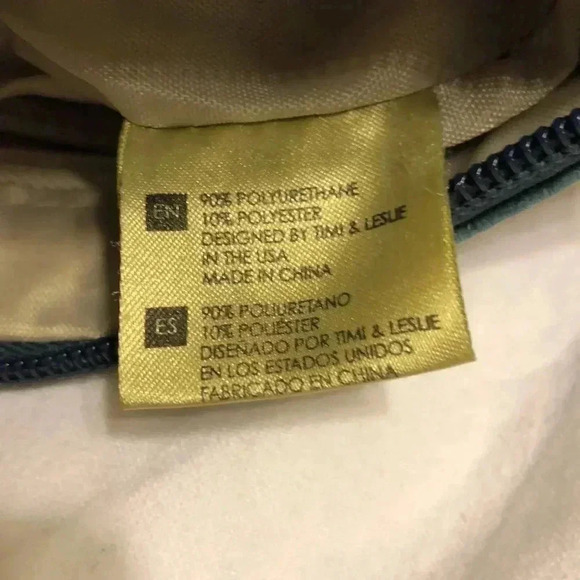 EN
90% POLYURETHANE
10% POLYESTER
DESIGNED BY TIMI & LESLIE
IN THE USA
MADE IN CHINA
ES
90% POLIURETANO
10% POLIÉSTER
DISEÑADO POR TIMI & LESLIE
EN LOS ESTADOS UNIDOS
FABRICADO EN CHINA